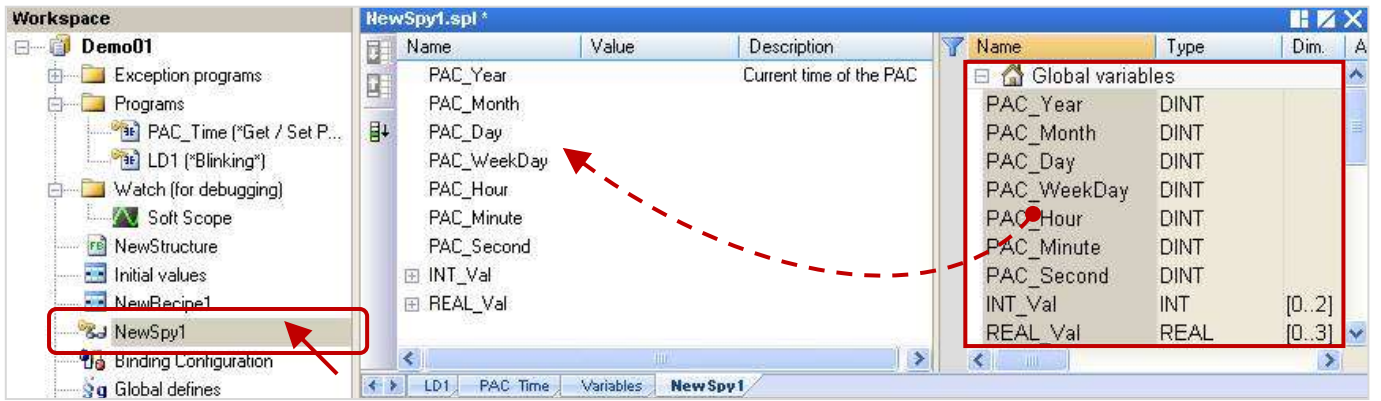 Workspace
Demo01
Exception programs
Programs
PAC_Time (*Get / Set P...
LD1 (*Blinking*)
Watch (for debugging)
Soft Scope
NewStructure
Initial values
NewRecipe1
NewSpy1
Binding Configuration
Global defines
NewSpy1.spl *
Name Value Description
PAC_Year Current time of the PAC
PAC_Month
PAC_Day
PAC_WeekDay
PAC_Hour
PAC_Minute
PAC_Second
INT_Val
REAL_Val
Name Type Dim. A
Global variables
PAC_Year DINT
PAC_Month DINT
PAC_Day DINT
PAC_WeekDay DINT
PAC_Hour DINT
PAC_Minute DINT
PAC_Second DINT
INT_Val INT [0..2]
REAL_Val REAL [0..3]
LD1 PAC_Time Variables NewSpy1